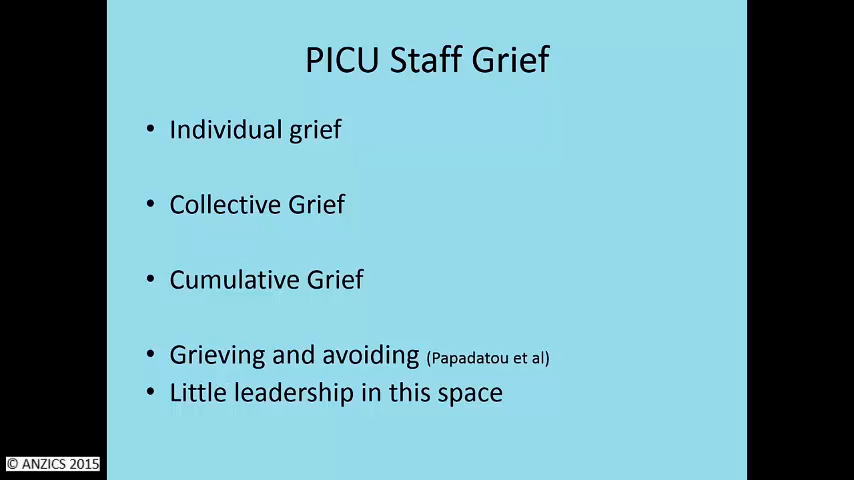 PICU Staff Grief
• Individual grief
• Collective Grief
• Cumulative Grief
• Grieving and avoiding (Papadatou et al)
• Little leadership in this space
© ANZICS 2015